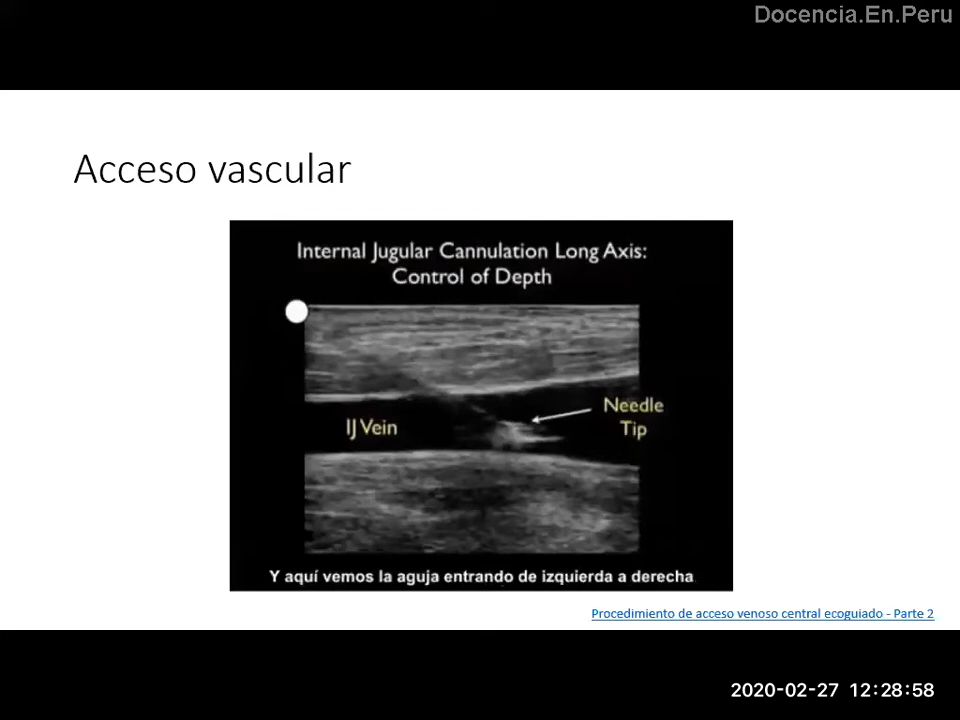 Docencia.En.Peru
Acceso vascular
Internal Jugular Cannulation Long Axis:
Control of Depth
IJ Vein
Needle
Tip
Y aquí vemos la aguja entrando de izquierda a derecha
Procedimiento de acceso venoso central ecoguiado - Parte 2
2020-02-27 12:28:58